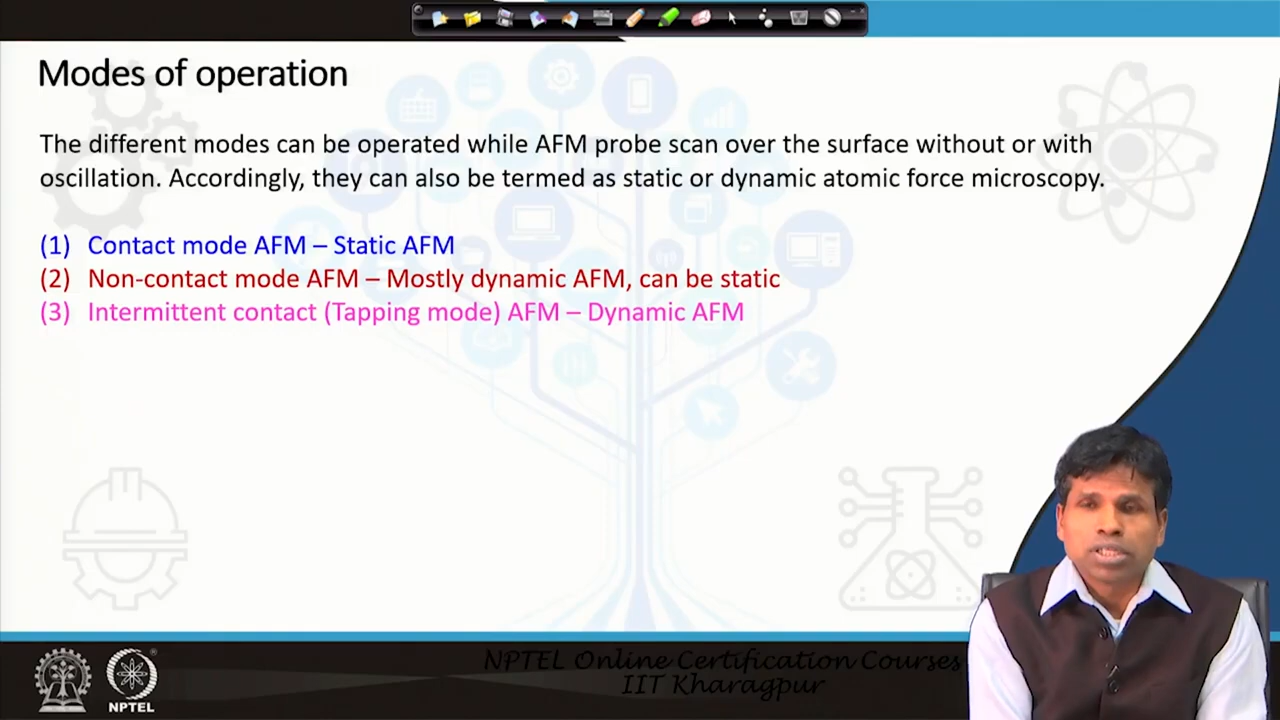 Modes of operation
The different modes can be operated while AFM probe scan over the surface without or with
oscillation. Accordingly, they can also be termed as static or dynamic atomic force microscopy.
(1) Contact mode AFM – Static AFM
(2) Non-contact mode AFM – Mostly dynamic AFM, can be static
(3) Intermittent contact (Tapping mode) AFM – Dynamic AFM
NPTEL Online Certification Courses
IIT Kharagpur
NPTEL